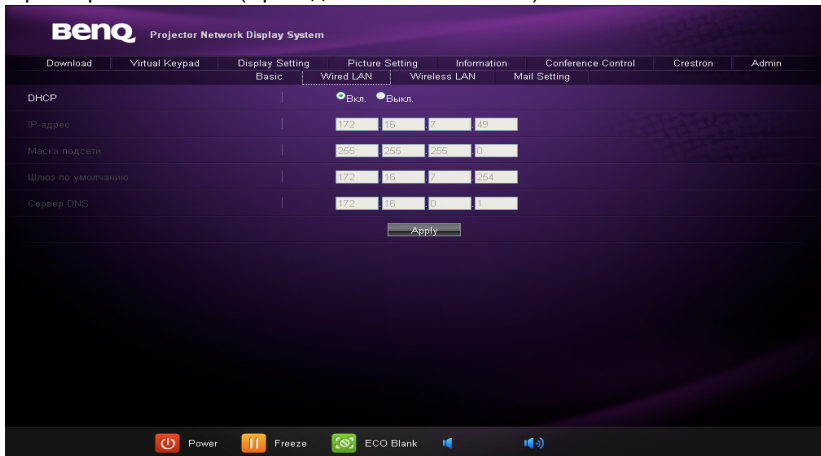 BenQ Projector Network Display System
Download Virtual Keypad Display Setting Picture Setting Information Conference Control Crestron Admin
Basic Wired LAN Wireless LAN Mail Setting
DHCP | Вкл. Выкл.
IP-адрес | 172 . 16 . 7 . 49
Маска подсети | 255 . 255 . 255 . 0
Шлюз по умолчанию | 172 . 16 . 7 . 254
Сервер DNS | 172 . 16 . 0 . 1
Apply
Power Freeze ECO Blank